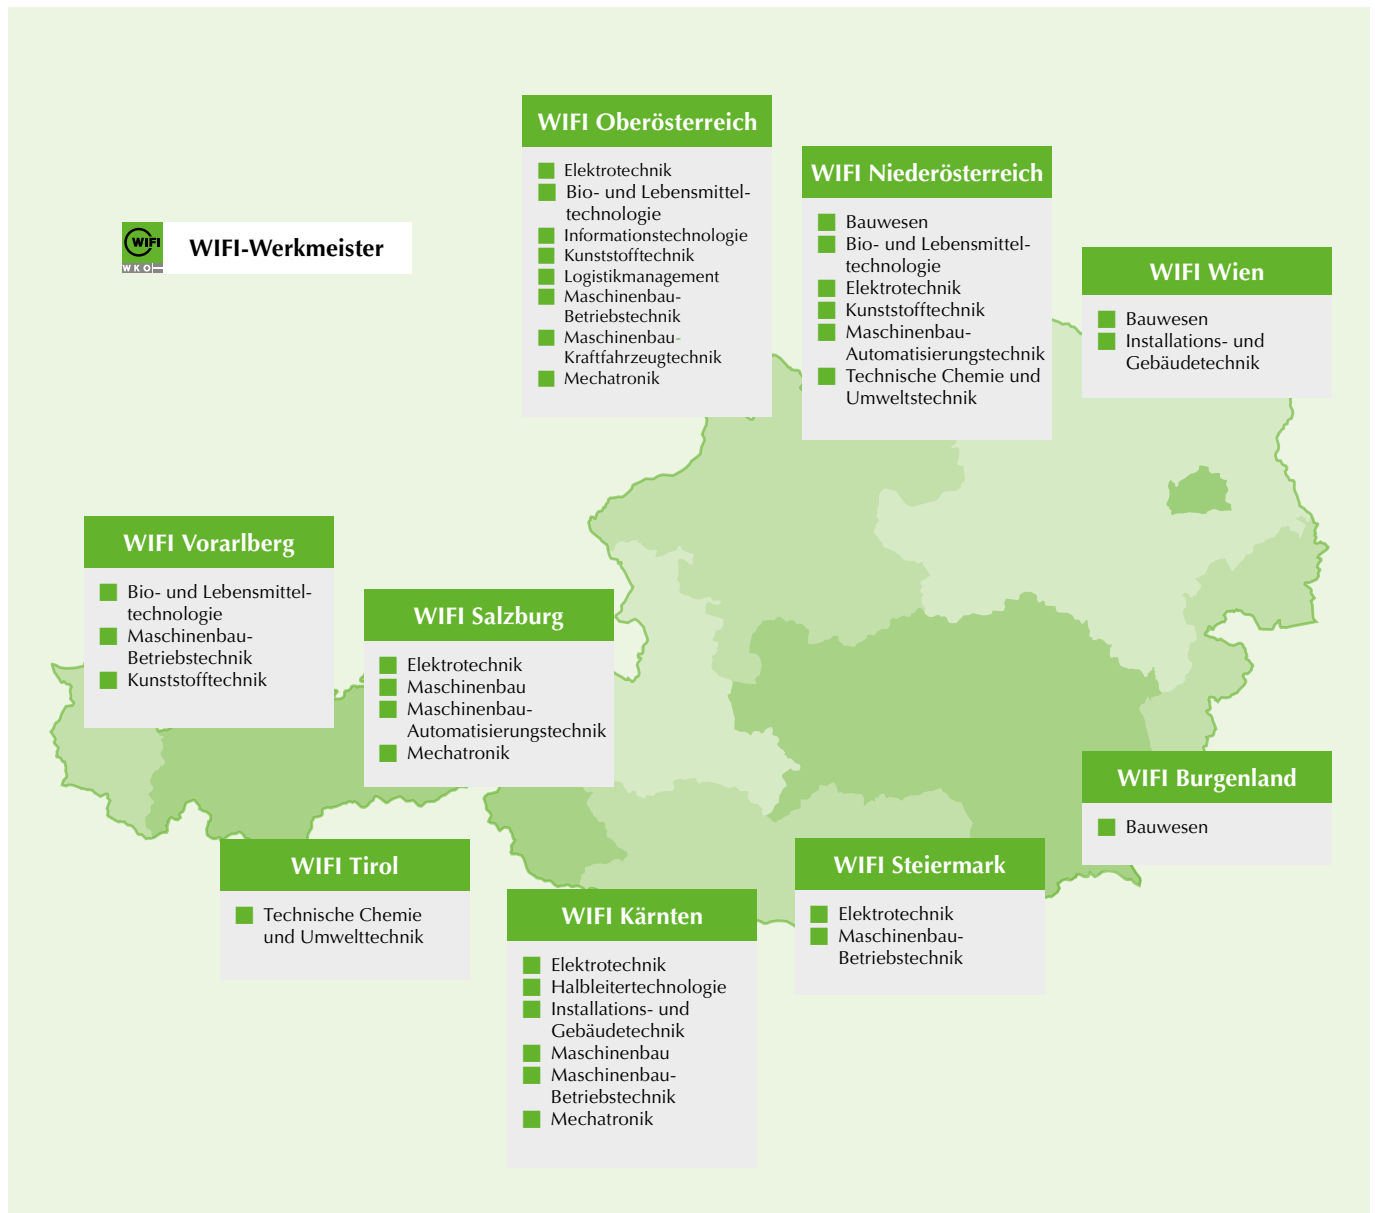 WIFI Oberösterreich
Elektrotechnik
Bio- und Lebensmittel-
technologie
Informationstechnologie
Kunststofftechnik
Logistikmanagement
Maschinenbau-
Betriebstechnik
Maschinenbau-
Kraftfahrzeugtechnik
Mechatronik
WIFI Niederösterreich
Bauwesen
Bio- und Lebensmittel-
technologie
Elektrotechnik
Kunststofftechnik
Maschinenbau-
Automatisierungstechnik
Technische Chemie und
Umweltstechnik
WIFI
WKO
WIFI-Werkmeister
WIFI Wien
Bauwesen
Installations- und
Gebäudetechnik
WIFI Vorarlberg
Bio- und Lebensmittel-
technologie
Maschinenbau-
Betriebstechnik
Kunststofftechnik
WIFI Salzburg
Elektrotechnik
Maschinenbau
Maschinenbau-
Automatisierungstechnik
Mechatronik
WIFI Burgenland
Bauwesen
WIFI Tirol
Technische Chemie
und Umwelttechnik
WIFI Kärnten
Elektrotechnik
Halbleitertechnologie
Installations- und
Gebäudetechnik
Maschinenbau
Maschinenbau-
Betriebstechnik
Mechatronik
WIFI Steiermark
Elektrotechnik
Maschinenbau-
Betriebstechnik